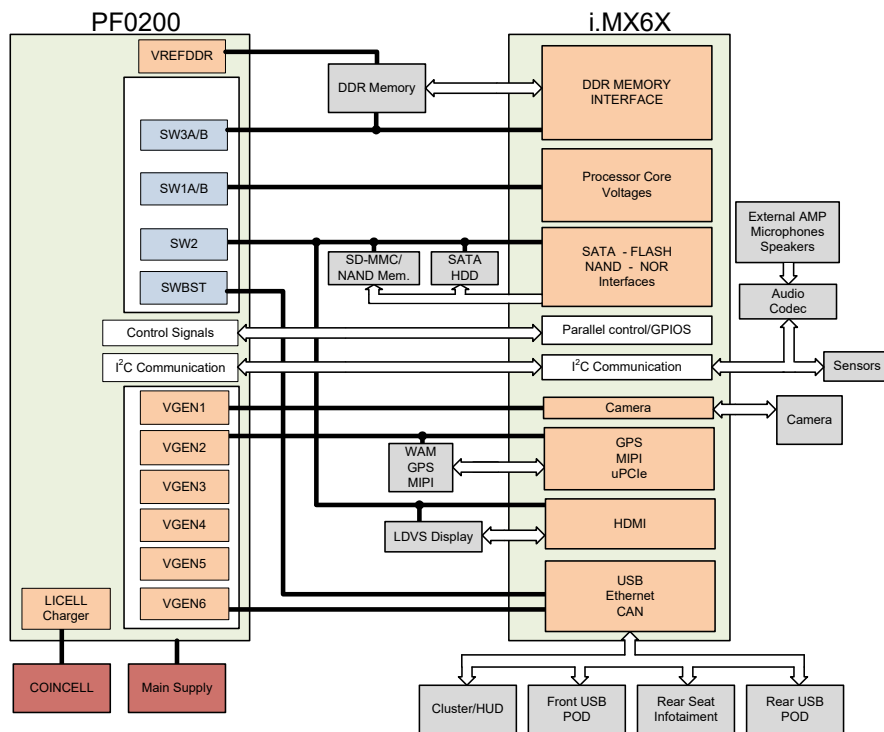 PF0200
i.MX6X
VREFDDR
DDR Memory
DDR MEMORY
INTERFACE
SW3A/B
SW1A/B
Processor Core
Voltages
SW2
SD-MMC/
NAND Mem.
SATA
HDD
SATA - FLASH
NAND - NOR
Interfaces
External AMP
Microphones
Speakers
SWBST
Audio
Codec
Control Signals
Parallel control/GPIOS
I²C Communication
I²C Communication
Sensors
VGEN1
Camera
Camera
VGEN2
WAM
GPS
MIPI
GPS
MIPI
uPCIe
VGEN3
VGEN4
LDVS Display
HDMI
VGEN5
VGEN6
USB
Ethernet
CAN
LICELL
Charger
COINCELL
Main Supply
Cluster/HUD
Front USB
POD
Rear Seat
Infotaiment
Rear USB
POD